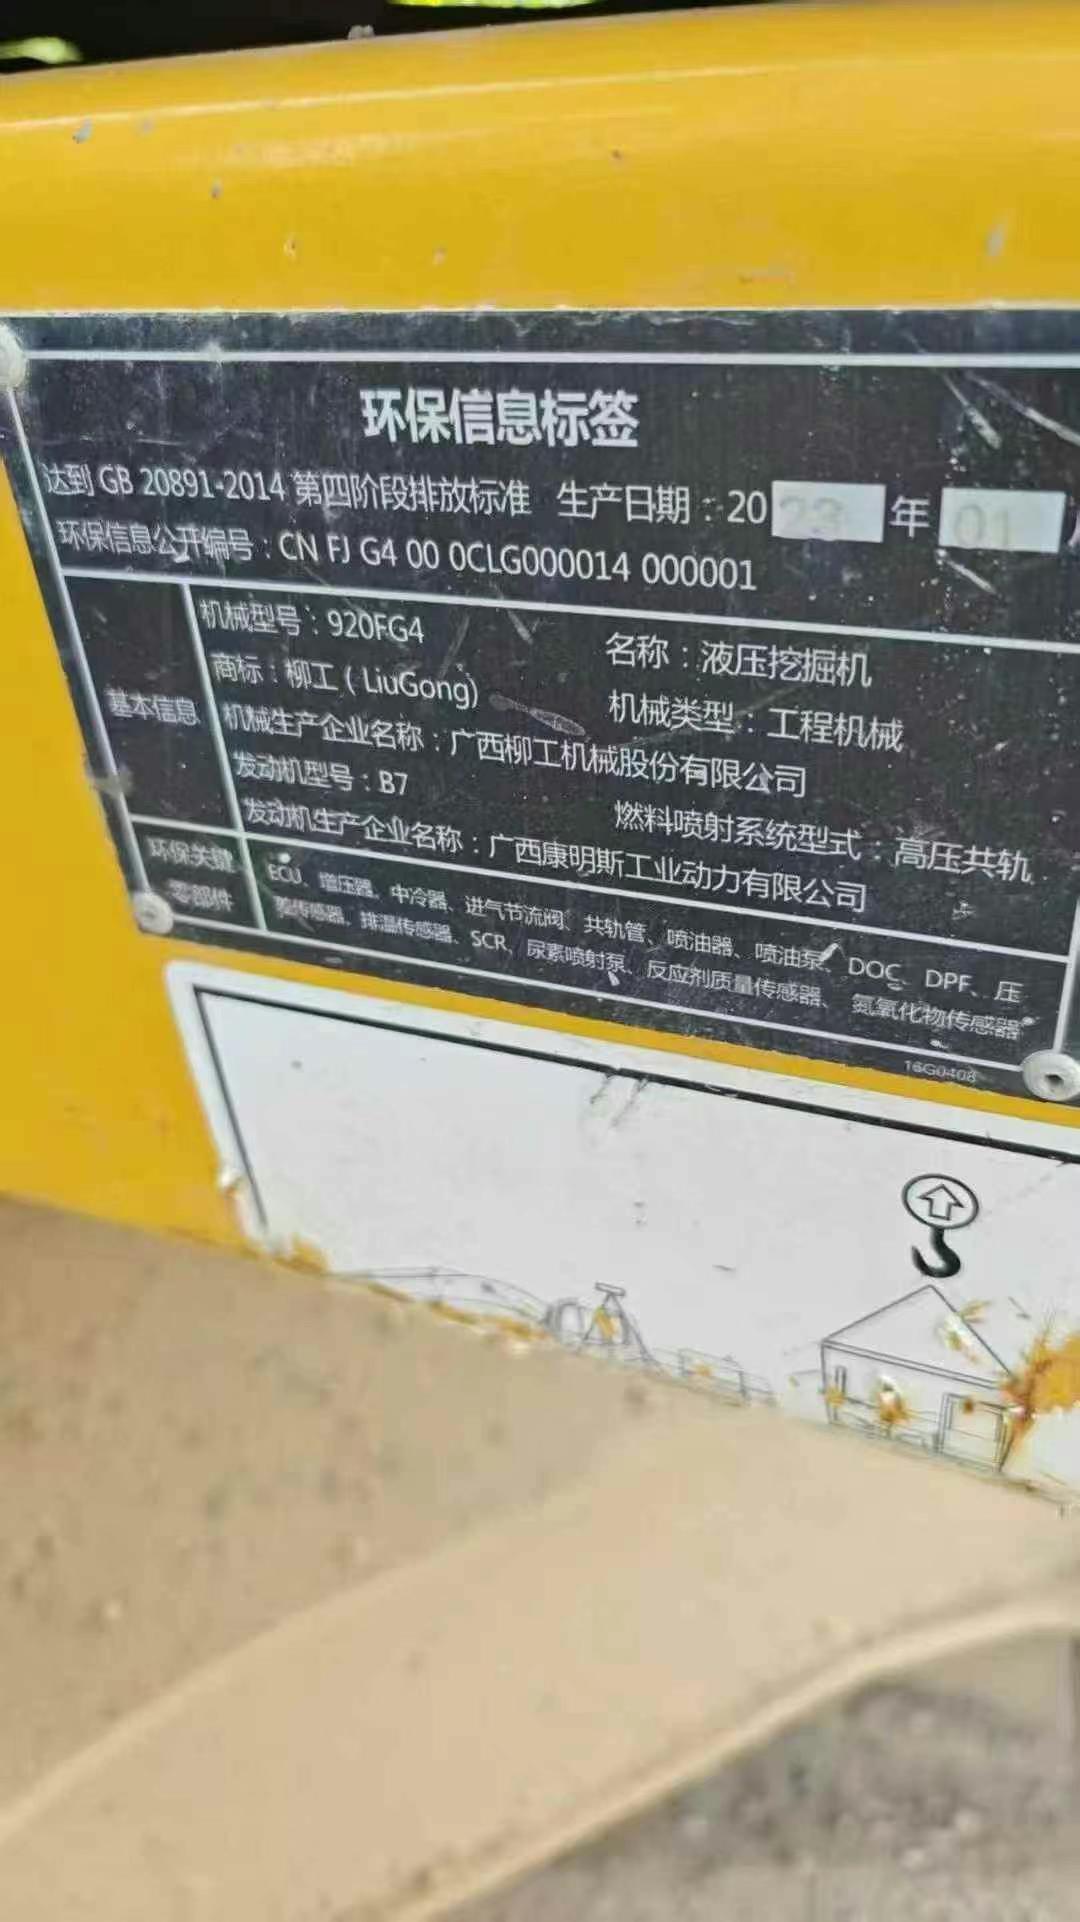 环保信息标签
达到 GB 20891-2014 第四阶段排放标准 生产日期：2023年01
环保信息公开编号：CN FJ G4 00 0CLG000014 000001
基本信息
机械型号：920FG4 名称：液压挖掘机
商标：柳工（LiuGong） 机械类型：工程机械
机械生产企业名称：广西柳工机械股份有限公司
发动机型号：B7 燃料喷射系统型式：高压共轨
发动机生产企业名称：广西康明斯工业动力有限公司
环保关键
零部件
ECU、增压器、中冷器、进气节流阀、共轨管、喷油器、喷油泵、DOC、DPF、压
差传感器、排温传感器、SCR、尿素喷射泵、反应剂质量传感器、氮氧化物传感器
16G0408